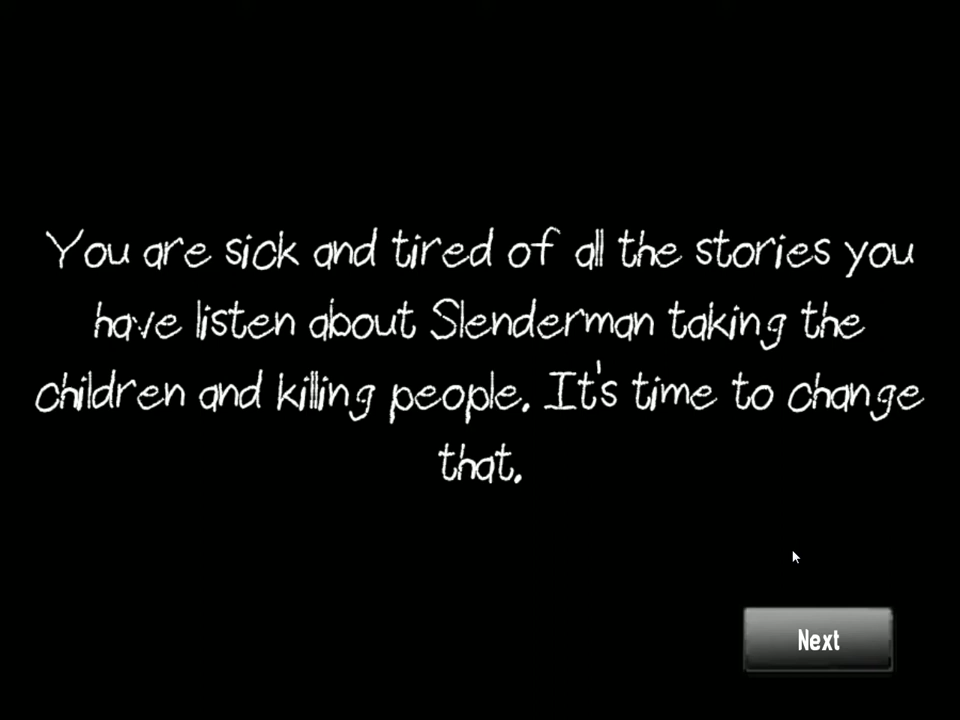 You are sick and tired of all the stories you
have listen about Slenderman taking the
children and killing people. It's time to change
that.
Next